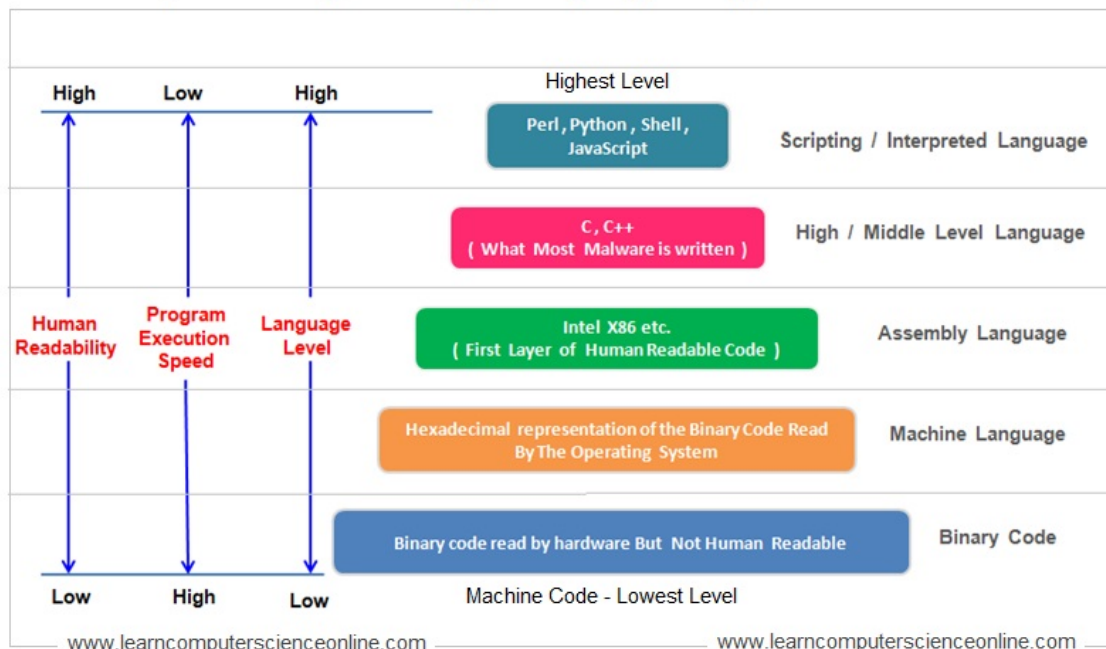 Highest Level
High Low High
Perl , Python , Shell ,
JavaScript
Scripting / Interpreted Language
C , C++
( What Most Malware is written )
High / Middle Level Language
Human
Readability
Program
Execution
Speed
Language
Level
Intel X86 etc.
( First Layer of Human Readable Code )
Assembly Language
Hexadecimal representation of the Binary Code Read
By The Operating System
Machine Language
Binary code read by hardware But Not Human Readable
Binary Code
Low High Low
Machine Code - Lowest Level
www.learncomputerscienceonline.com
www.learncomputerscienceonline.com